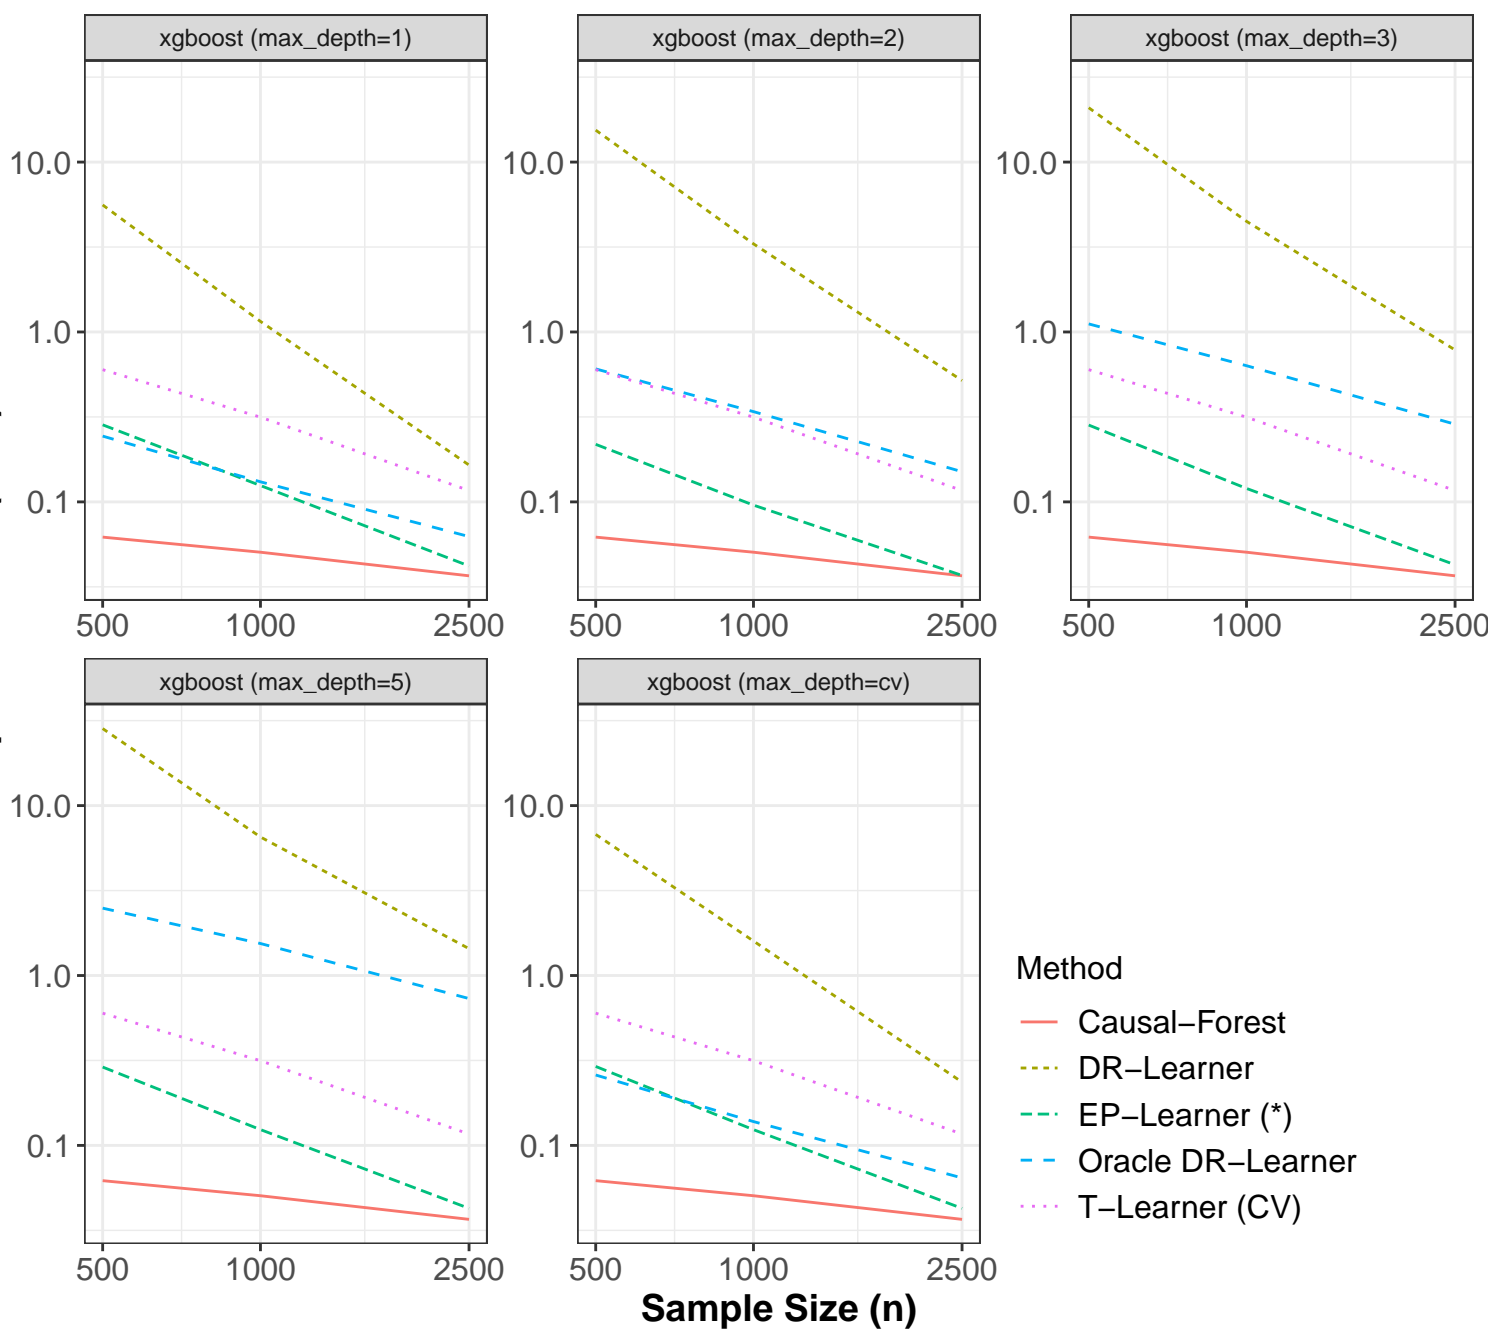 xgboost (max_depth=1)
xgboost (max_depth=2)
xgboost (max_depth=3)
10.0
1.0
0.1
500 1000 2500
10.0
1.0
0.1
500 1000 2500
10.0
1.0
0.1
500 1000 2500
xgboost (max_depth=5)
xgboost (max_depth=cv)
10.0
1.0
0.1
500 1000 2500
10.0
1.0
0.1
500 1000 2500
Sample Size (n)
Method
Causal−Forest
DR−Learner
EP−Learner (*)
Oracle DR−Learner
T−Learner (CV)